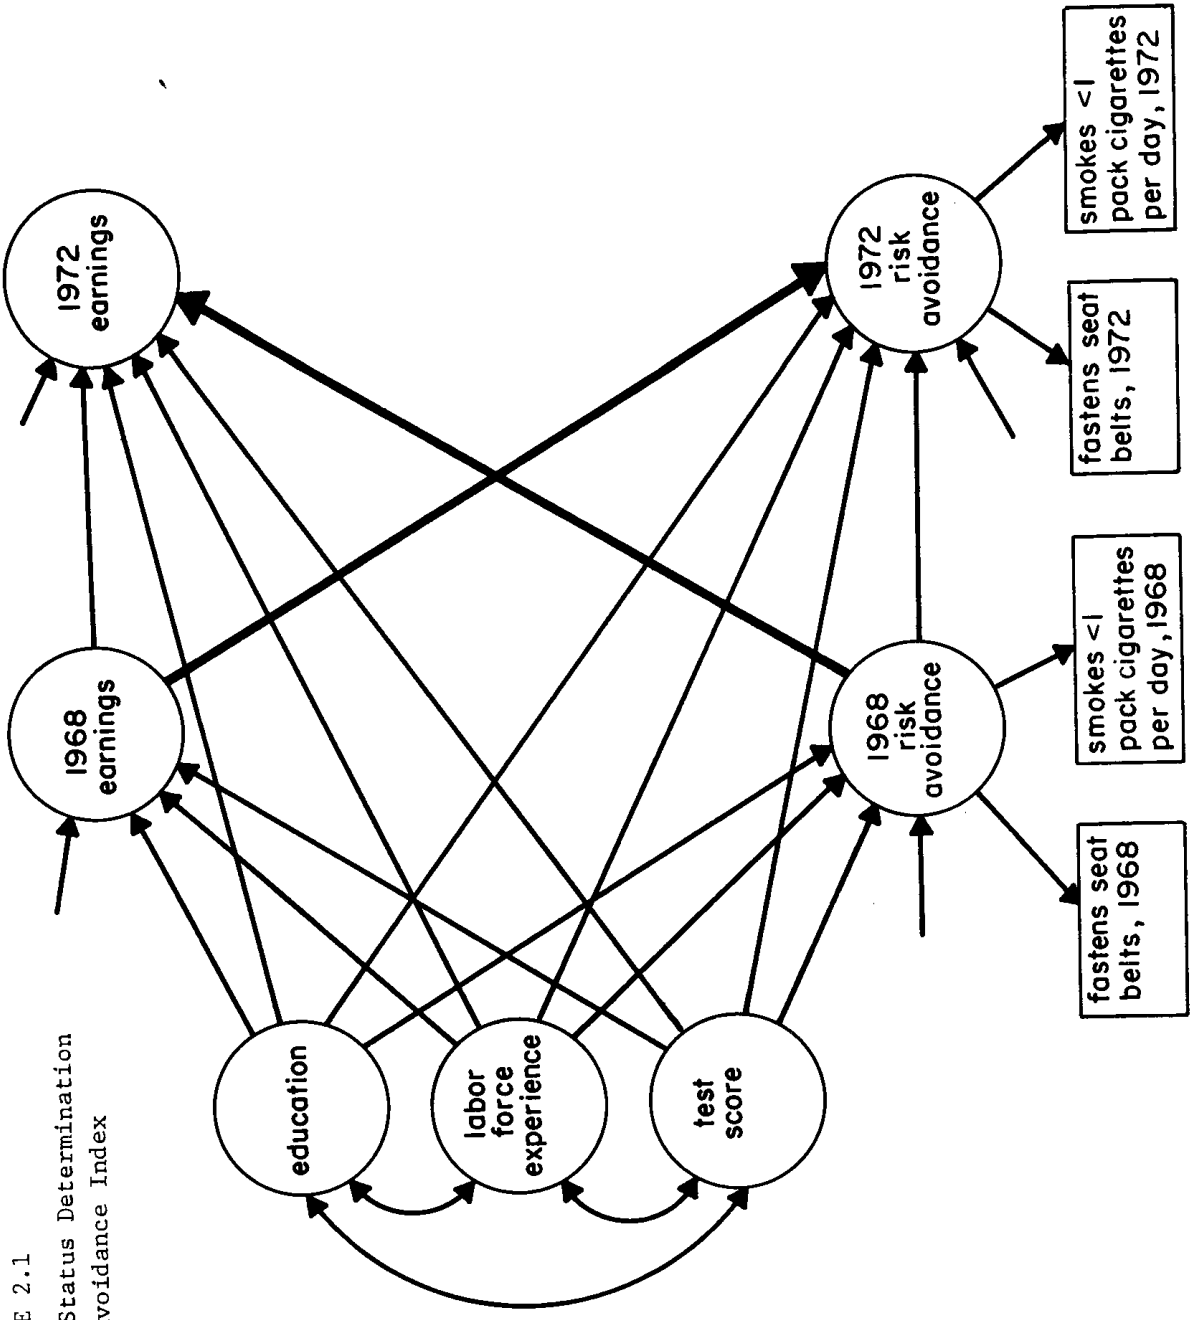 E 2.1
Status Determination
voidance Index
education
labor
force
experience
test
score
1968
earnings
1972
earnings
1968
risk
avoidance
1972
risk
avoidance
fastens seat
belts, 1968
smokes <1
pack cigarettes
per day, 1968
fastens seat
belts, 1972
smokes <1
pack cigarettes
per day, 1972